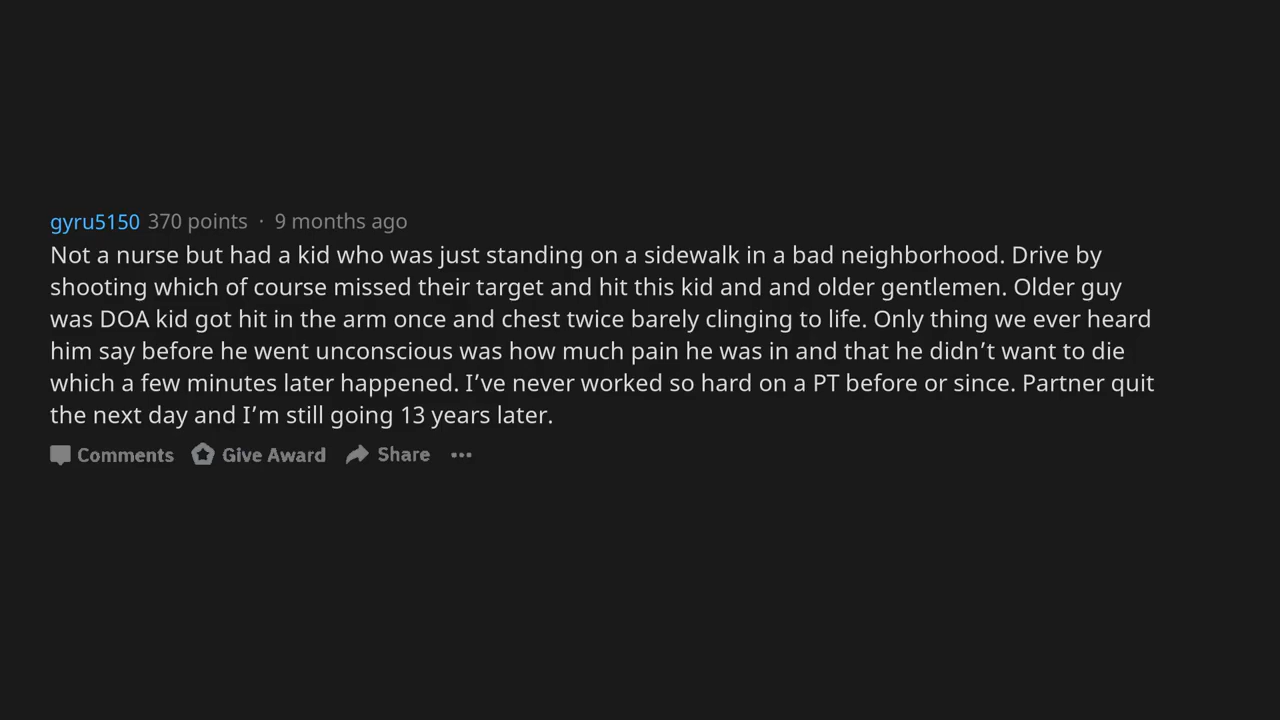 gyru5150 370 points · 9 months ago
Not a nurse but had a kid who was just standing on a sidewalk in a bad neighborhood. Drive by
shooting which of course missed their target and hit this kid and and older gentlemen. Older guy
was DOA kid got hit in the arm once and chest twice barely clinging to life. Only thing we ever heard
him say before he went unconscious was how much pain he was in and that he didn’t want to die
which a few minutes later happened. I’ve never worked so hard on a PT before or since. Partner quit
the next day and I’m still going 13 years later.
Comments Give Award Share •••